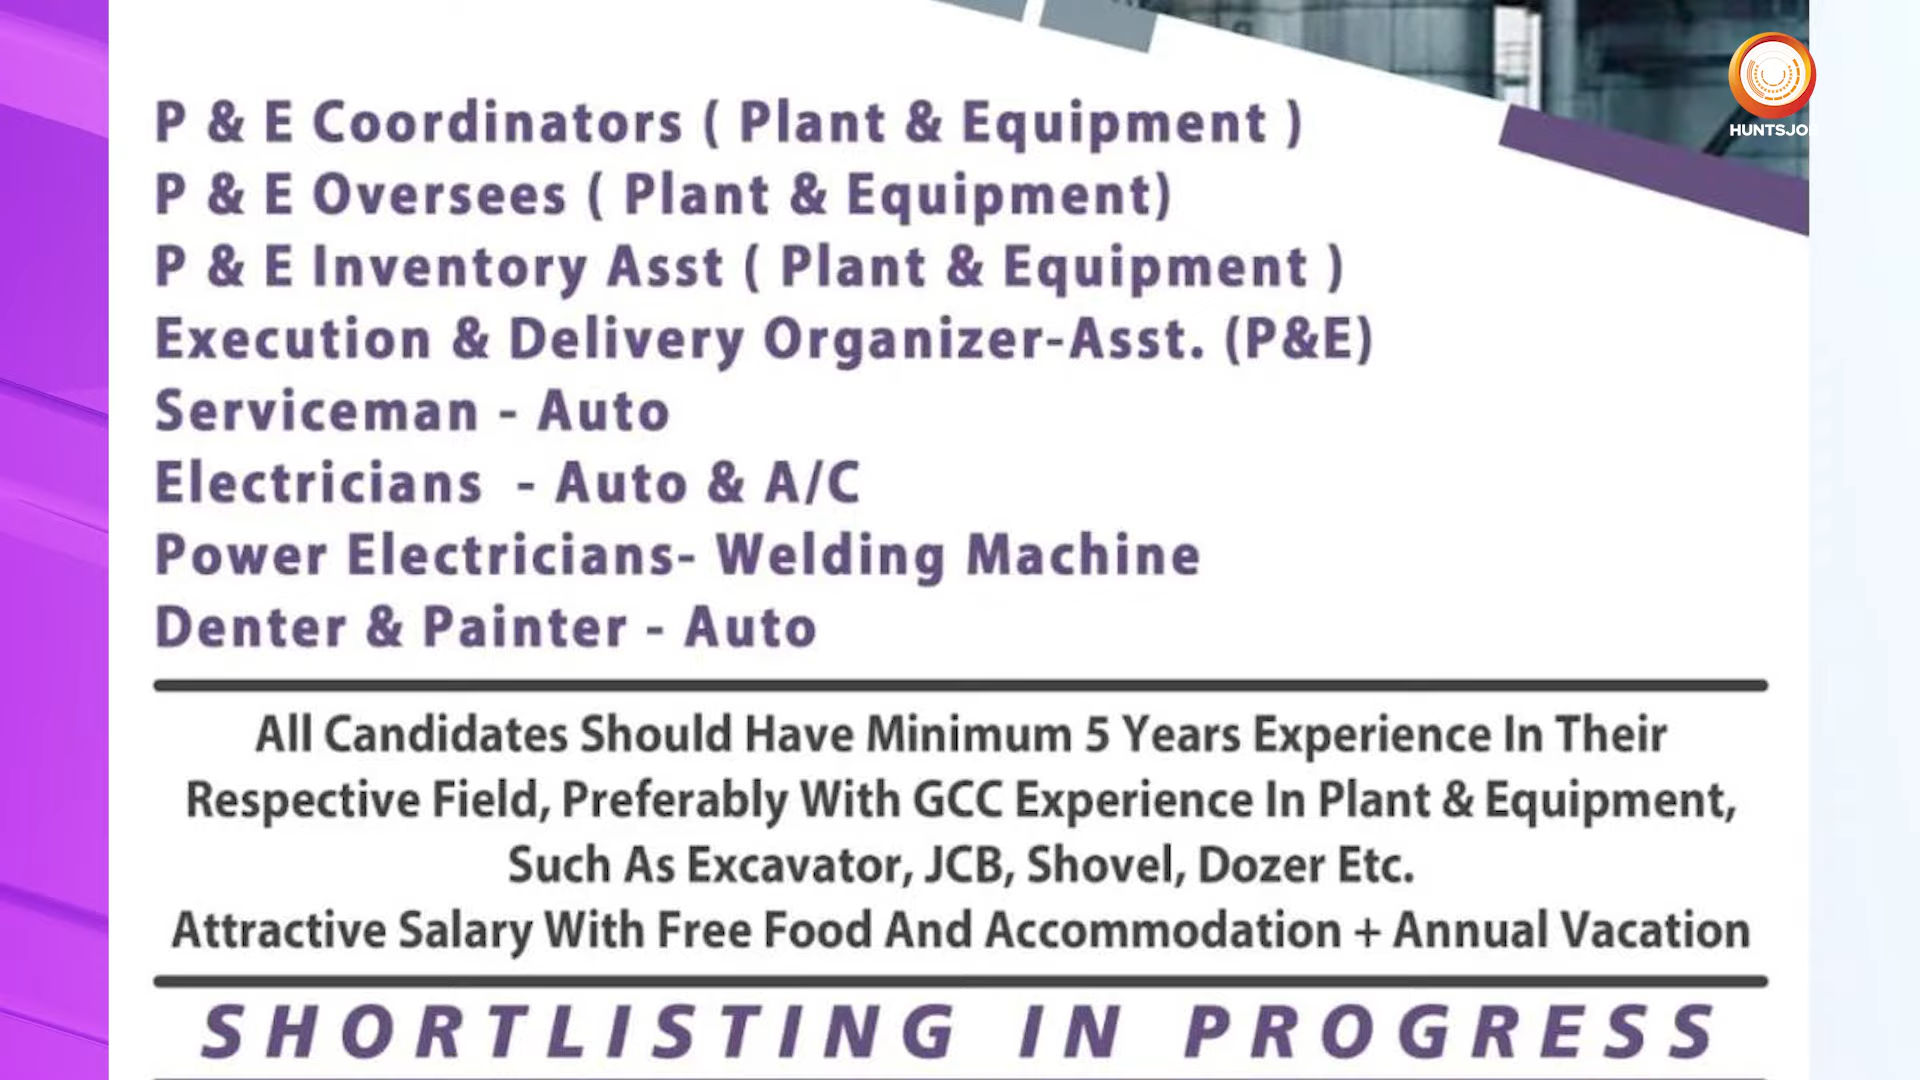 HUNTSJO
P & E Coordinators ( Plant & Equipment )
P & E Oversees ( Plant & Equipment)
P & E Inventory Asst ( Plant & Equipment )
Execution & Delivery Organizer-Asst. (P&E)
Serviceman - Auto
Electricians - Auto & A/C
Power Electricians- Welding Machine
Denter & Painter - Auto
All Candidates Should Have Minimum 5 Years Experience In Their
Respective Field, Preferably With GCC Experience In Plant & Equipment,
Such As Excavator, JCB, Shovel, Dozer Etc.
Attractive Salary With Free Food And Accommodation + Annual Vacation
SHORTLISTING IN PROGRESS